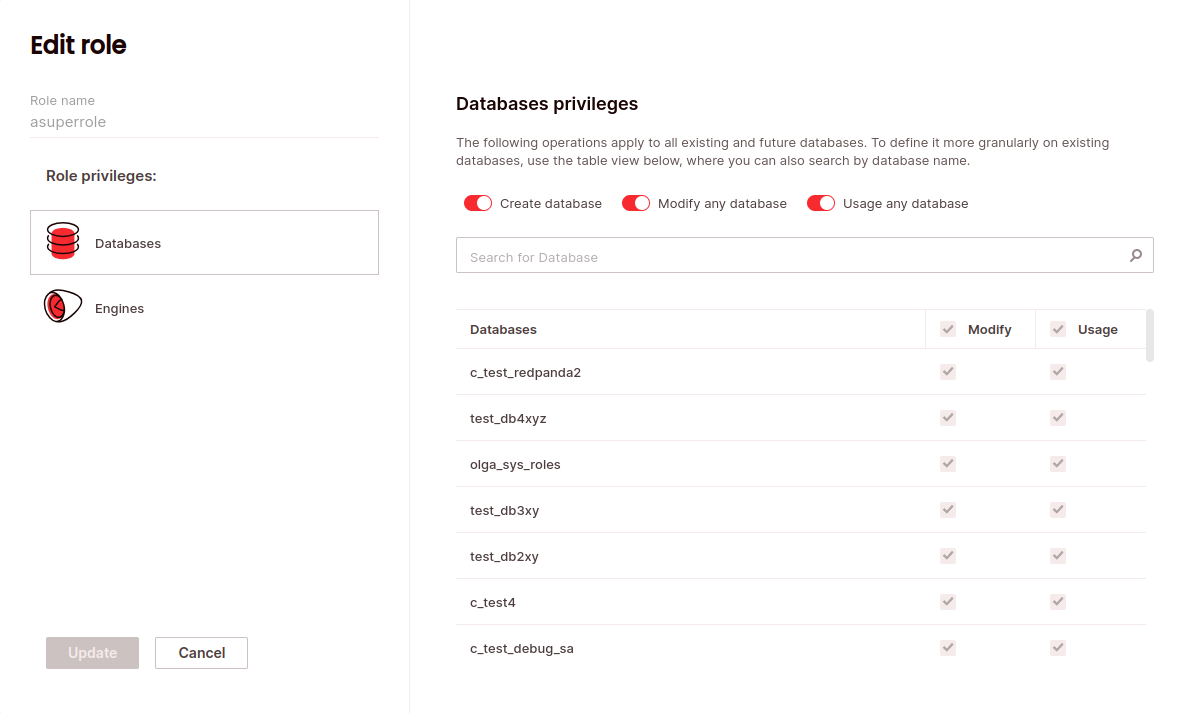 Edit role
Role name
asuperrole
Role privileges:
Databases
Engines
Update
Cancel
Databases privileges
The following operations apply to all existing and future databases. To define it more granularly on existing
databases, use the table view below, where you can also search by database name.
Create database
Modify any database
Usage any database
Search for Database
Databases
Modify
Usage
c_test_redpanda2
test_db4xyz
olga_sys_roles
test_db3xy
test_db2xy
c_test4
c_test_debug_sa